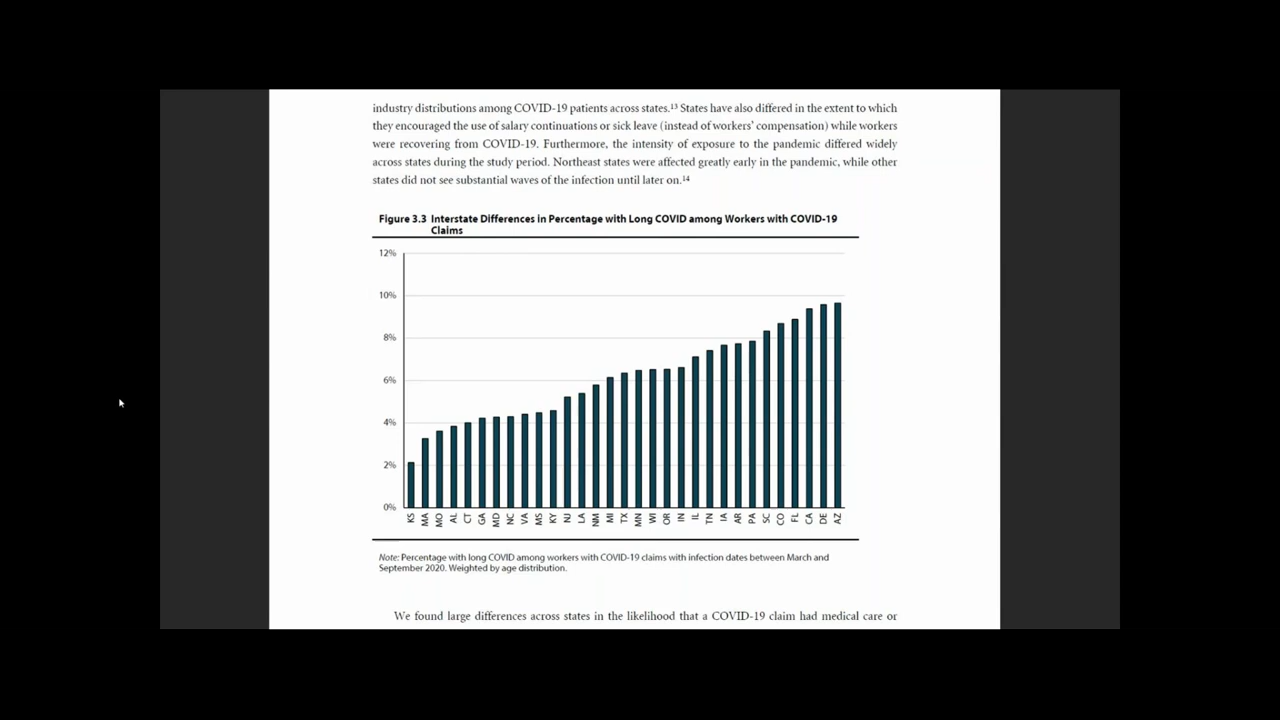 industry distributions among COVID-19 patients across states.13 States have also differed in the extent to which
they encouraged the use of salary continuations or sick leave (instead of workers' compensation) while workers
were recovering from COVID-19. Furthermore, the intensity of exposure to the pandemic differed widely
across states during the study period. Northeast states were affected greatly early in the pandemic, while other
states did not see substantial waves of the infection until later on.14
Figure 3.3 Interstate Differences in Percentage with Long COVID among Workers with COVID-19
Claims
12%
10%
8%
6%
4%
2%
0%
KS MA MO AL CT GA MD NC VA MS KY NJ LA NM MI TX MN WI OR IN IL TN IA AR PA SC CO FL CA DE AZ
Note: Percentage with long COVID among workers with COVID-19 claims with infection dates between March and
September 2020. Weighted by age distribution.
We found large differences across states in the likelihood that a COVID-19 claim had medical care or